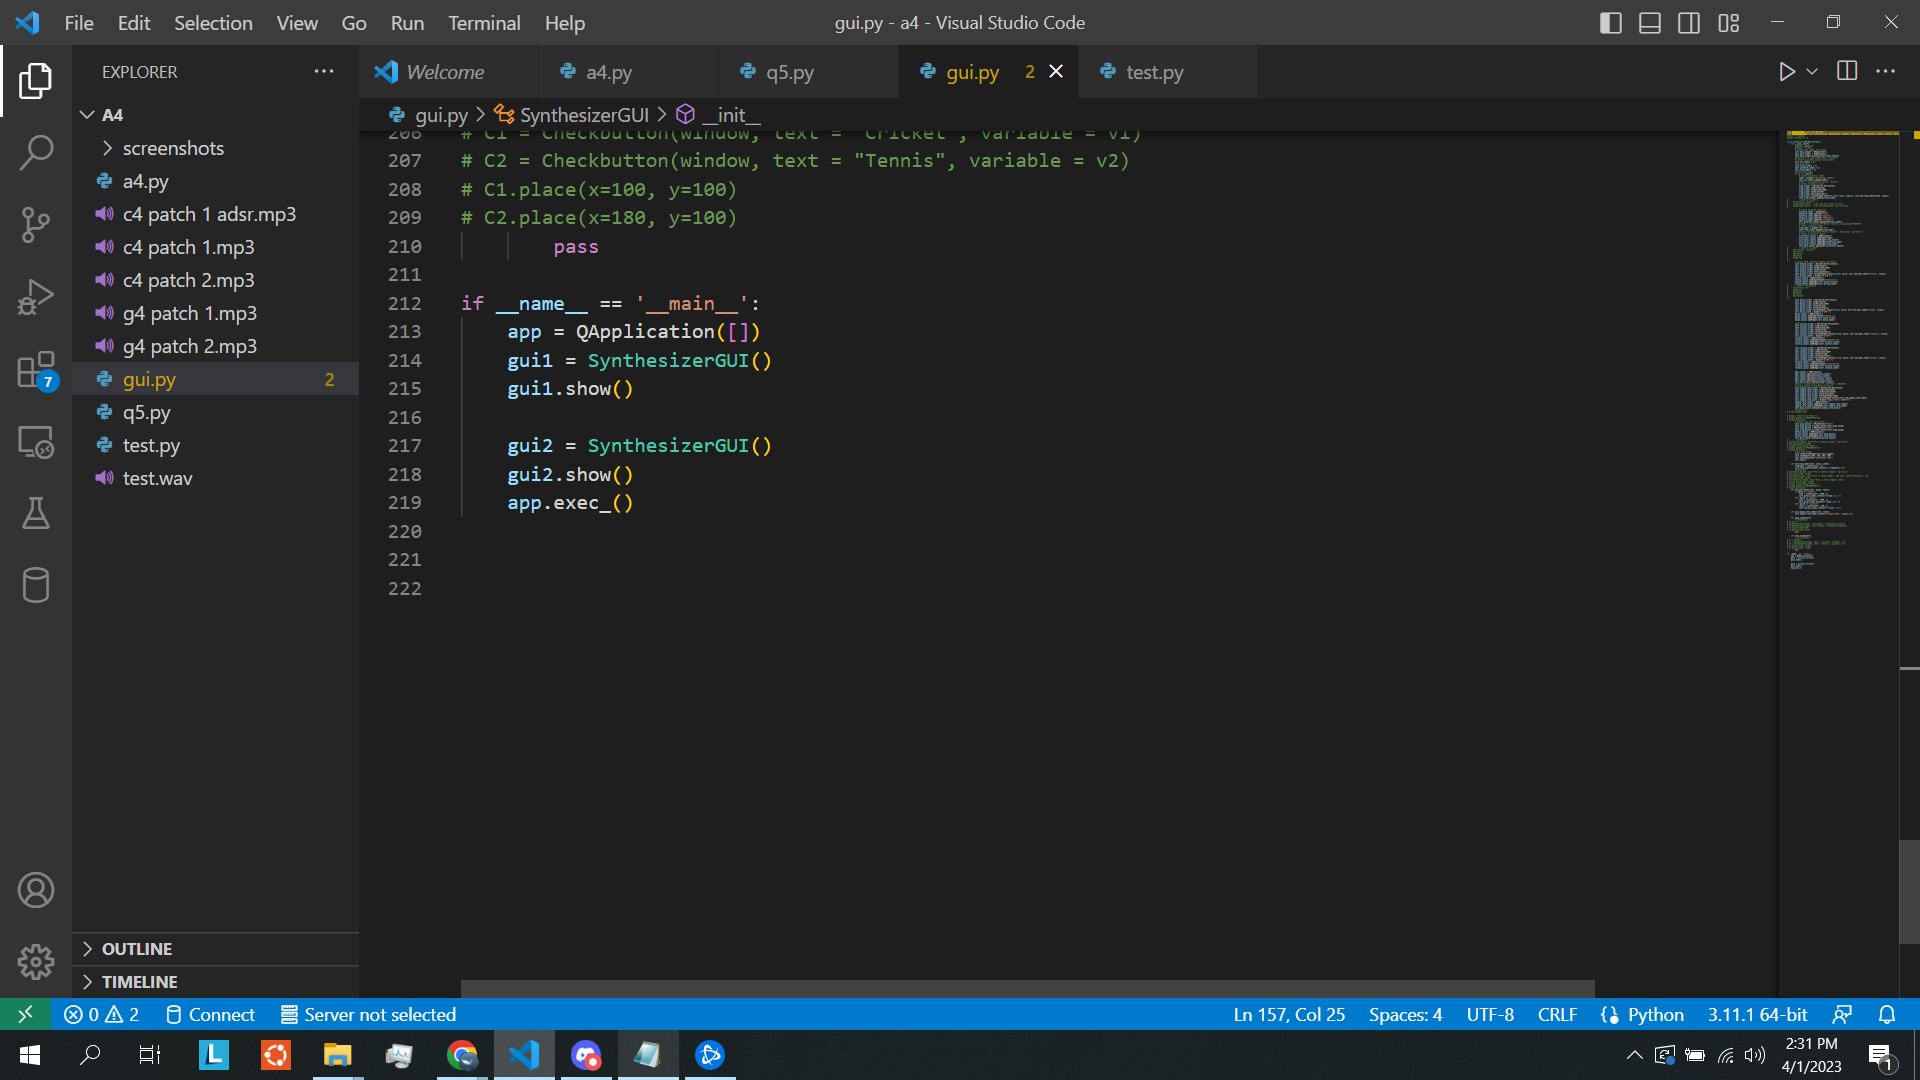 File Edit Selection View Go Run Terminal Help
gui.py - a4 - Visual Studio Code
EXPLORER
Welcome
a4.py
q5.py
gui.py 2
test.py
gui.py > SynthesizerGUI > __init__
A4
screenshots
a4.py
c4 patch 1 adsr.mp3
c4 patch 1.mp3
c4 patch 2.mp3
g4 patch 1.mp3
g4 patch 2.mp3
gui.py 2
q5.py
test.py
test.wav
7
OUTLINE
TIMELINE
206 # C1 = Checkbutton(window, text = "Cricket", variable = v1)
207 # C2 = Checkbutton(window, text = "Tennis", variable = v2)
208 # C1.place(x=100, y=100)
209 # C2.place(x=180, y=100)
210 pass
211
212 if __name__ == '__main__':
213 app = QApplication([])
214 gui1 = SynthesizerGUI()
215 gui1.show()
216
217 gui2 = SynthesizerGUI()
218 gui2.show()
219 app.exec_()
220
221
222
0 2 Connect Server not selected
Ln 157, Col 25 Spaces: 4 UTF-8 CRLF Python 3.11.1 64-bit
L
2:31 PM
4/1/2023
1